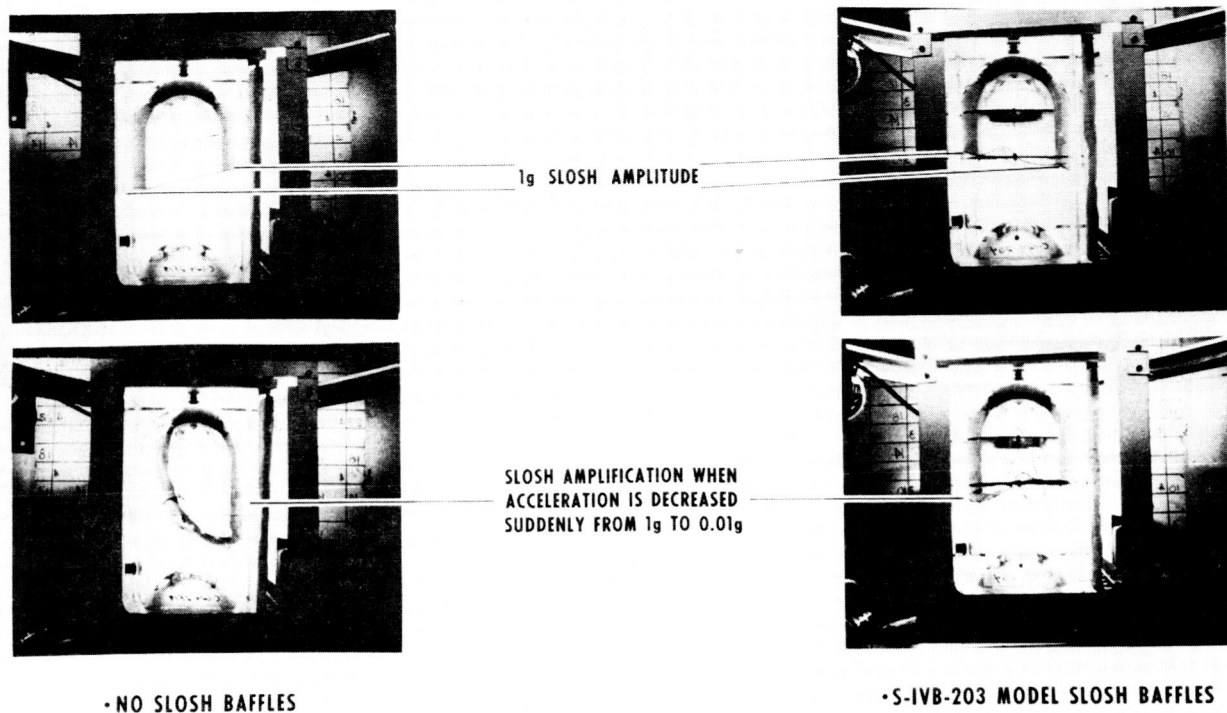 1g SLOSH AMPLITUDE
SLOSH AMPLIFICATION WHEN
ACCELERATION IS DECREASED
SUDDENLY FROM 1g TO 0.01g
•NO SLOSH BAFFLES
•S-IVB-203 MODEL SLOSH BAFFLES